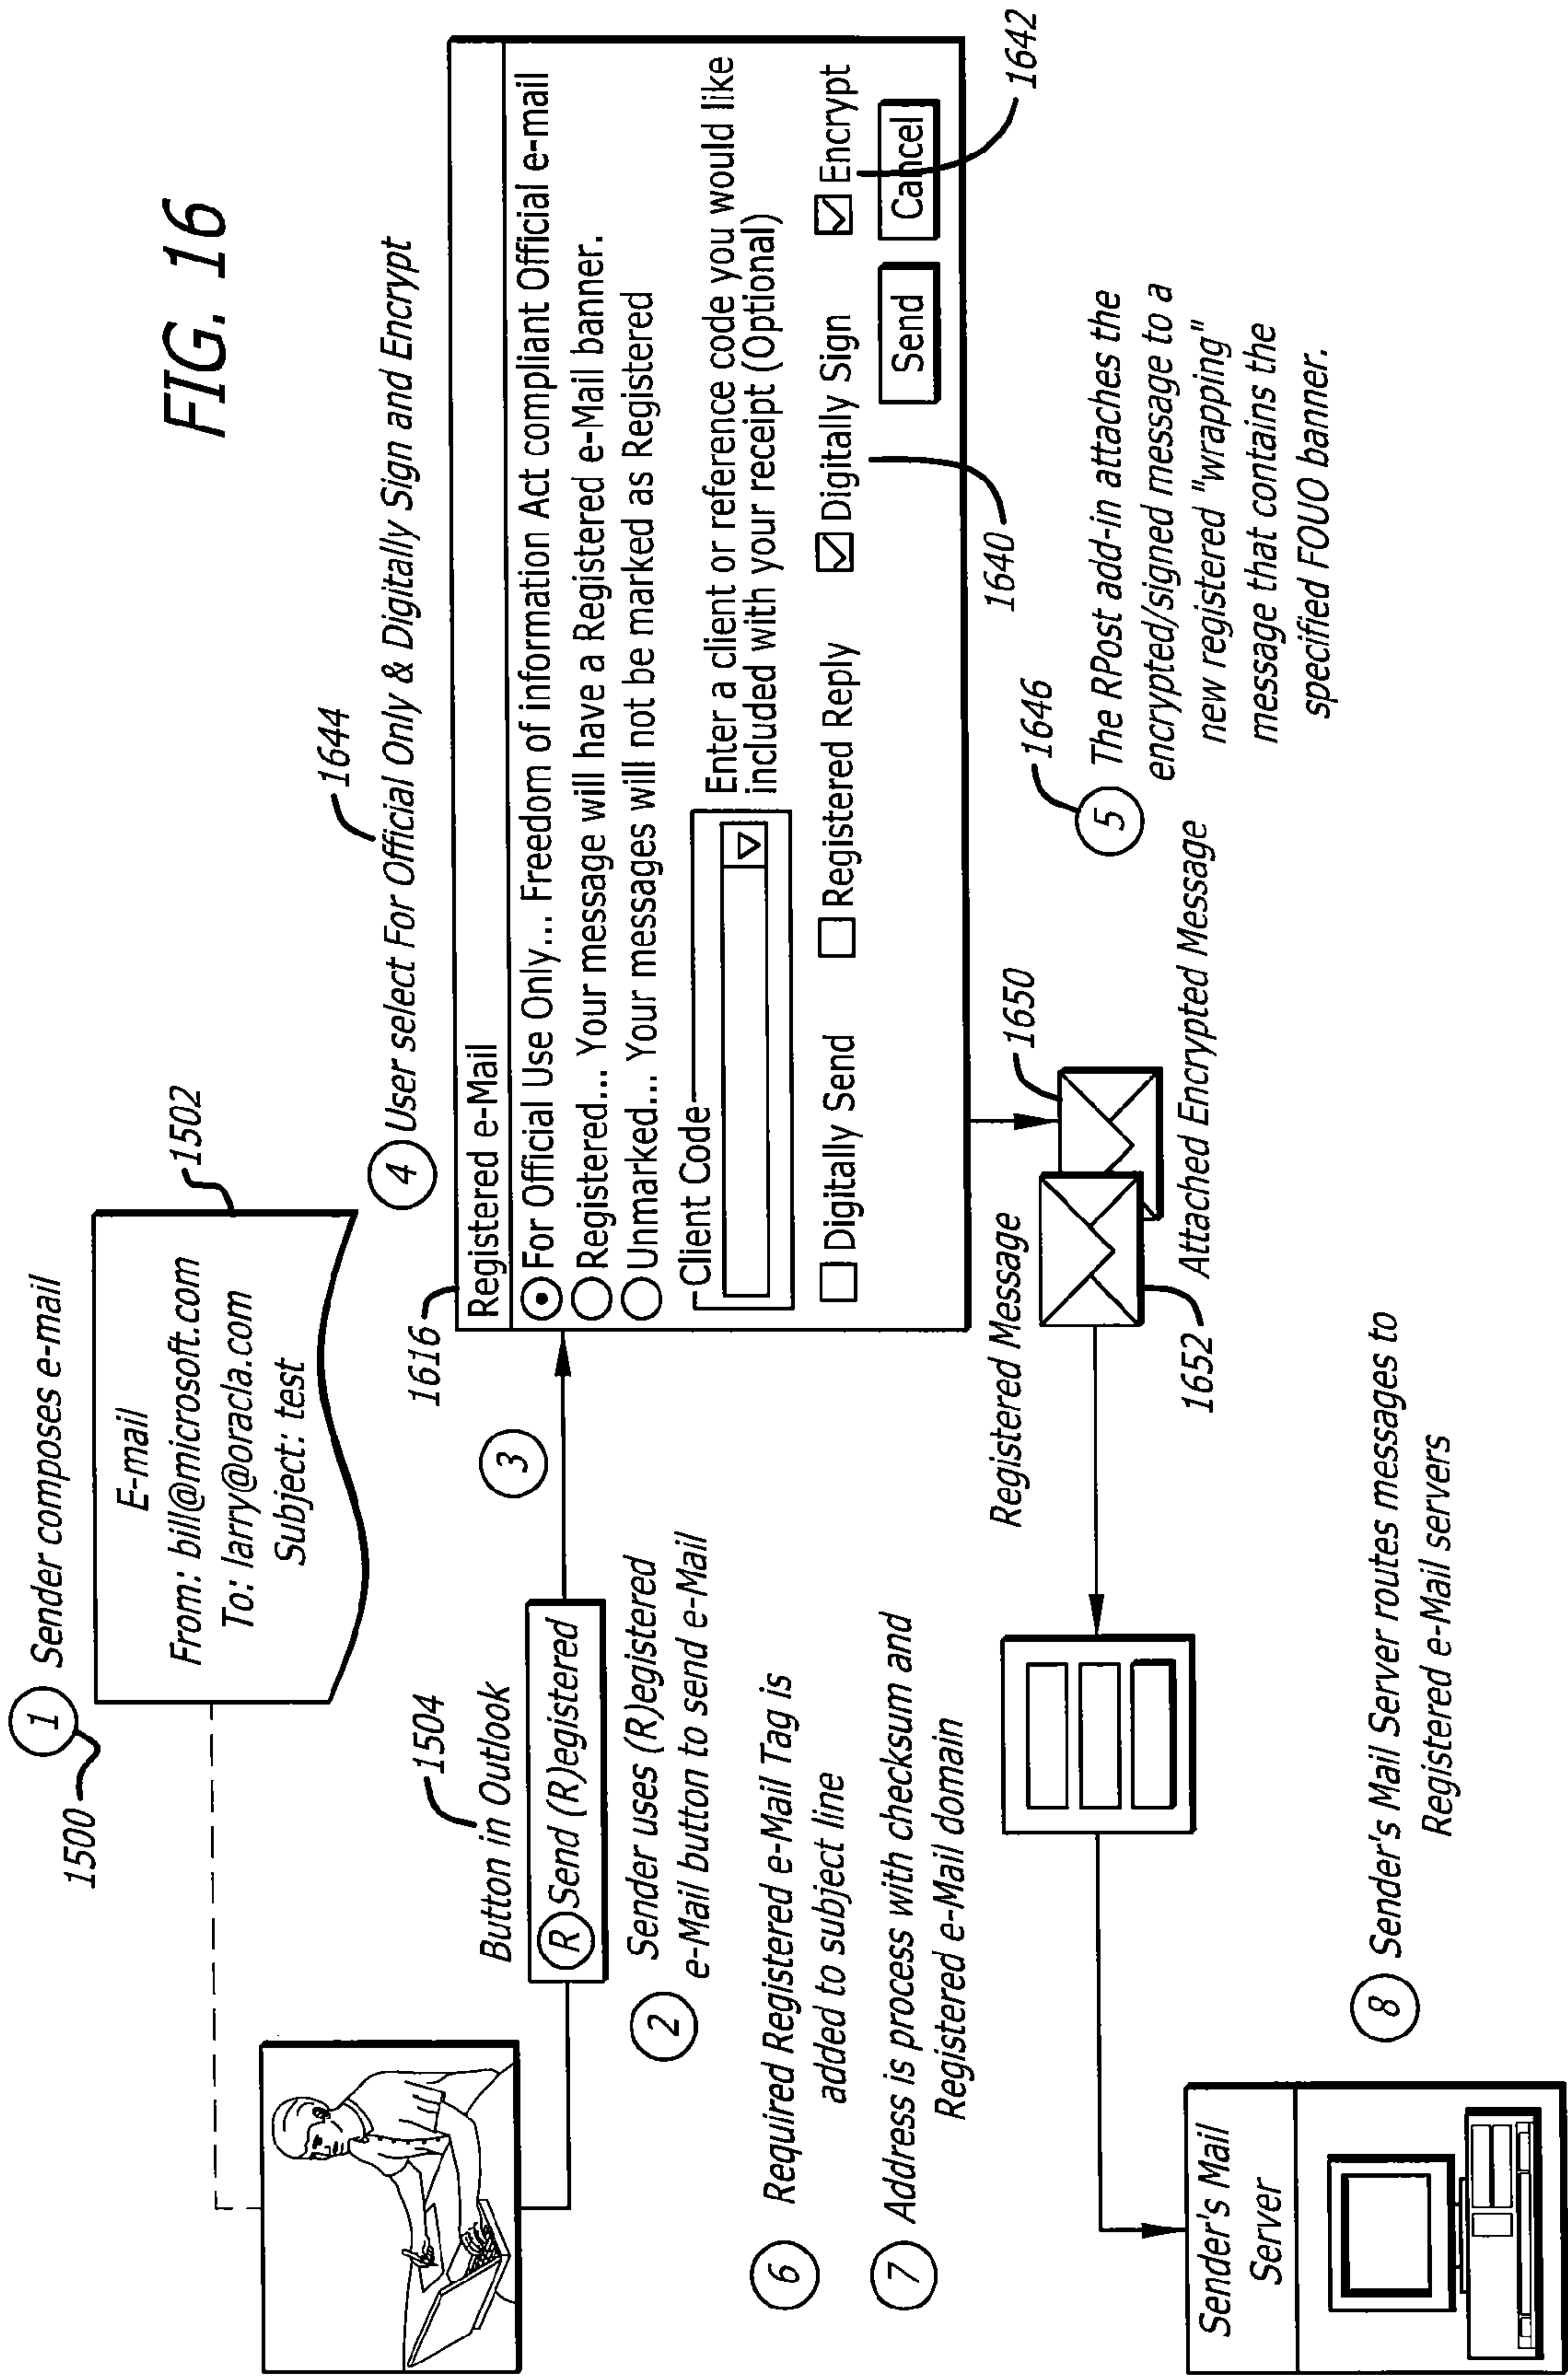 FIG. 16
1 Sender composes e-mail
1500
E-mail
From: bill@microsoft.com
To: larry@oracla.com
Subject: test
1502
1504
Button in Outlook
R Send (R)egistered
2 Sender uses (R)egistered
e-Mail button to send e-Mail
3
1644
4 User select For Official Only & Digitally Sign and Encrypt
1616
Registered e-Mail
For Official Use Only... Freedom of information Act compliant Official e-mail
Registered... Your message will have a Registered e-Mail banner.
Unmarked... Your messages will not be marked as Registered
Client Code
Enter a client or reference code you would like
included with your receipt (Optional)
Digitally Send
Registered Reply
Digitally Sign
Encrypt
Send
Cancel
1640
1642
1646
5 The RPost add-in attaches the
encrypted/signed message to a
new registered "wrapping"
message that contains the
specified FOUO banner.
6 Required Registered e-Mail Tag is
added to subject line
7 Address is process with checksum and
Registered e-Mail domain
Registered Message
1650
1652
Attached Encrypted Message
Sender's Mail
Server
8 Sender's Mail Server routes messages to
Registered e-Mail servers